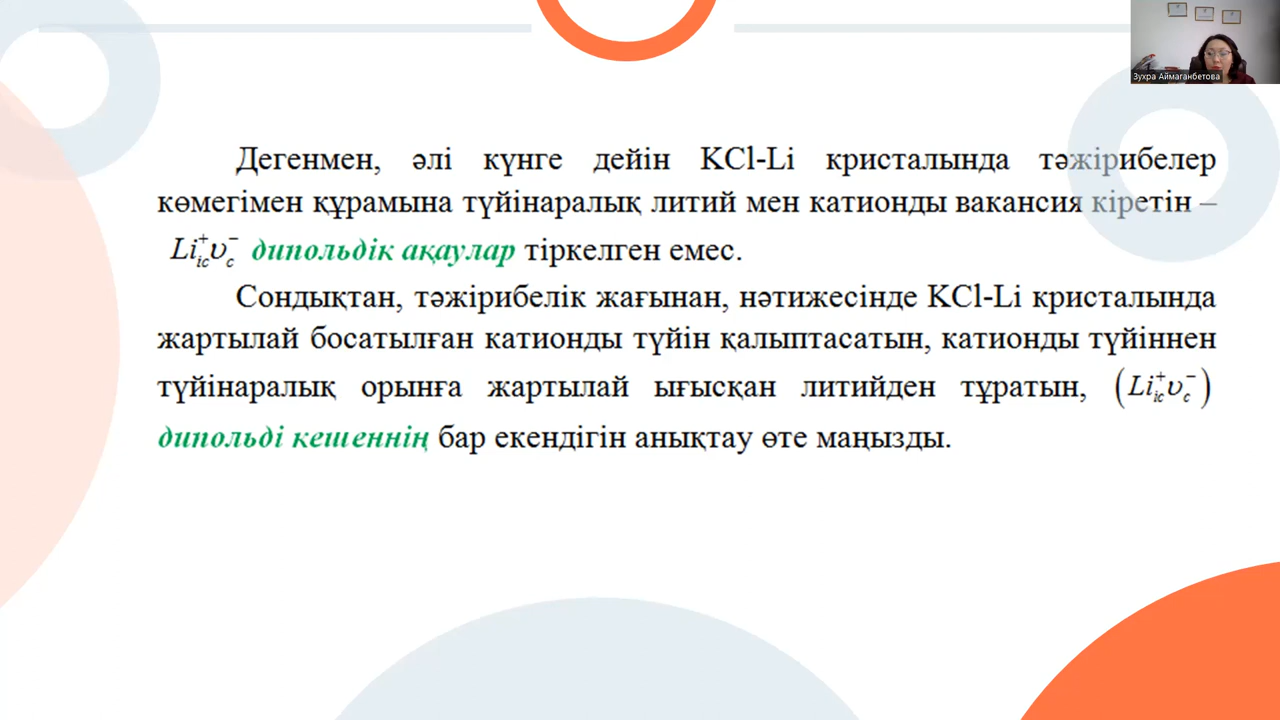 Зухра Аймаганбетова
Дегенмен, әлі күнге дейін KCl-Li кристалында тәжірибелер
көмегімен құрамына түйінаралық литий мен катионды вакансия кіретін –
Li⁺ᵢ꜀υ⁻꜀ дипольдік ақаулар тіркелген емес.
Сондықтан, тәжірибелік жағынан, нәтижесінде KCl-Li кристалында
жартылай босатылған катионды түйін қалыптасатын, катионды түйіннен
түйінаралық орынға жартылай ығысқан литийден тұратын, (Li⁺ᵢ꜀υ⁻꜀)
дипольді кешеннің бар екендігін анықтау өте маңызды.